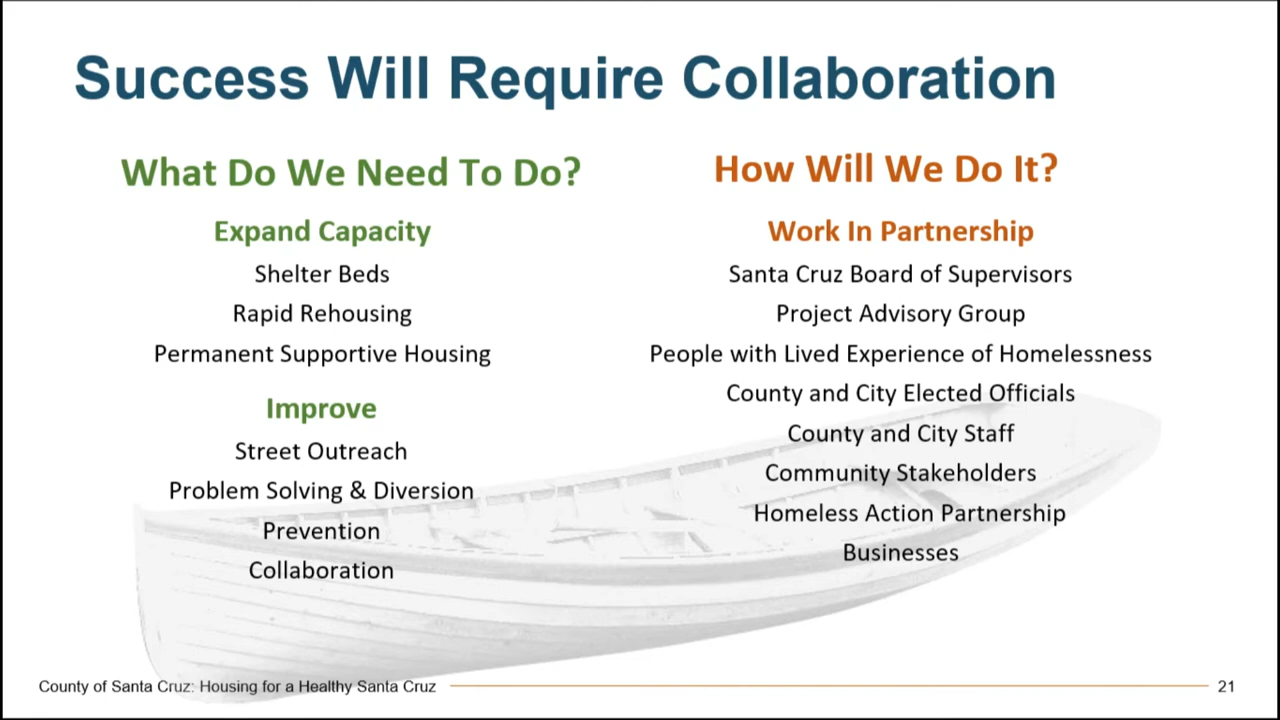 Success Will Require Collaboration
What Do We Need To Do?
Expand Capacity
Shelter Beds
Rapid Rehousing
Permanent Supportive Housing
Improve
Street Outreach
Problem Solving & Diversion
Prevention
Collaboration
How Will We Do It?
Work In Partnership
Santa Cruz Board of Supervisors
Project Advisory Group
People with Lived Experience of Homelessness
County and City Elected Officials
County and City Staff
Community Stakeholders
Homeless Action Partnership
Businesses
County of Santa Cruz: Housing for a Healthy Santa Cruz
21